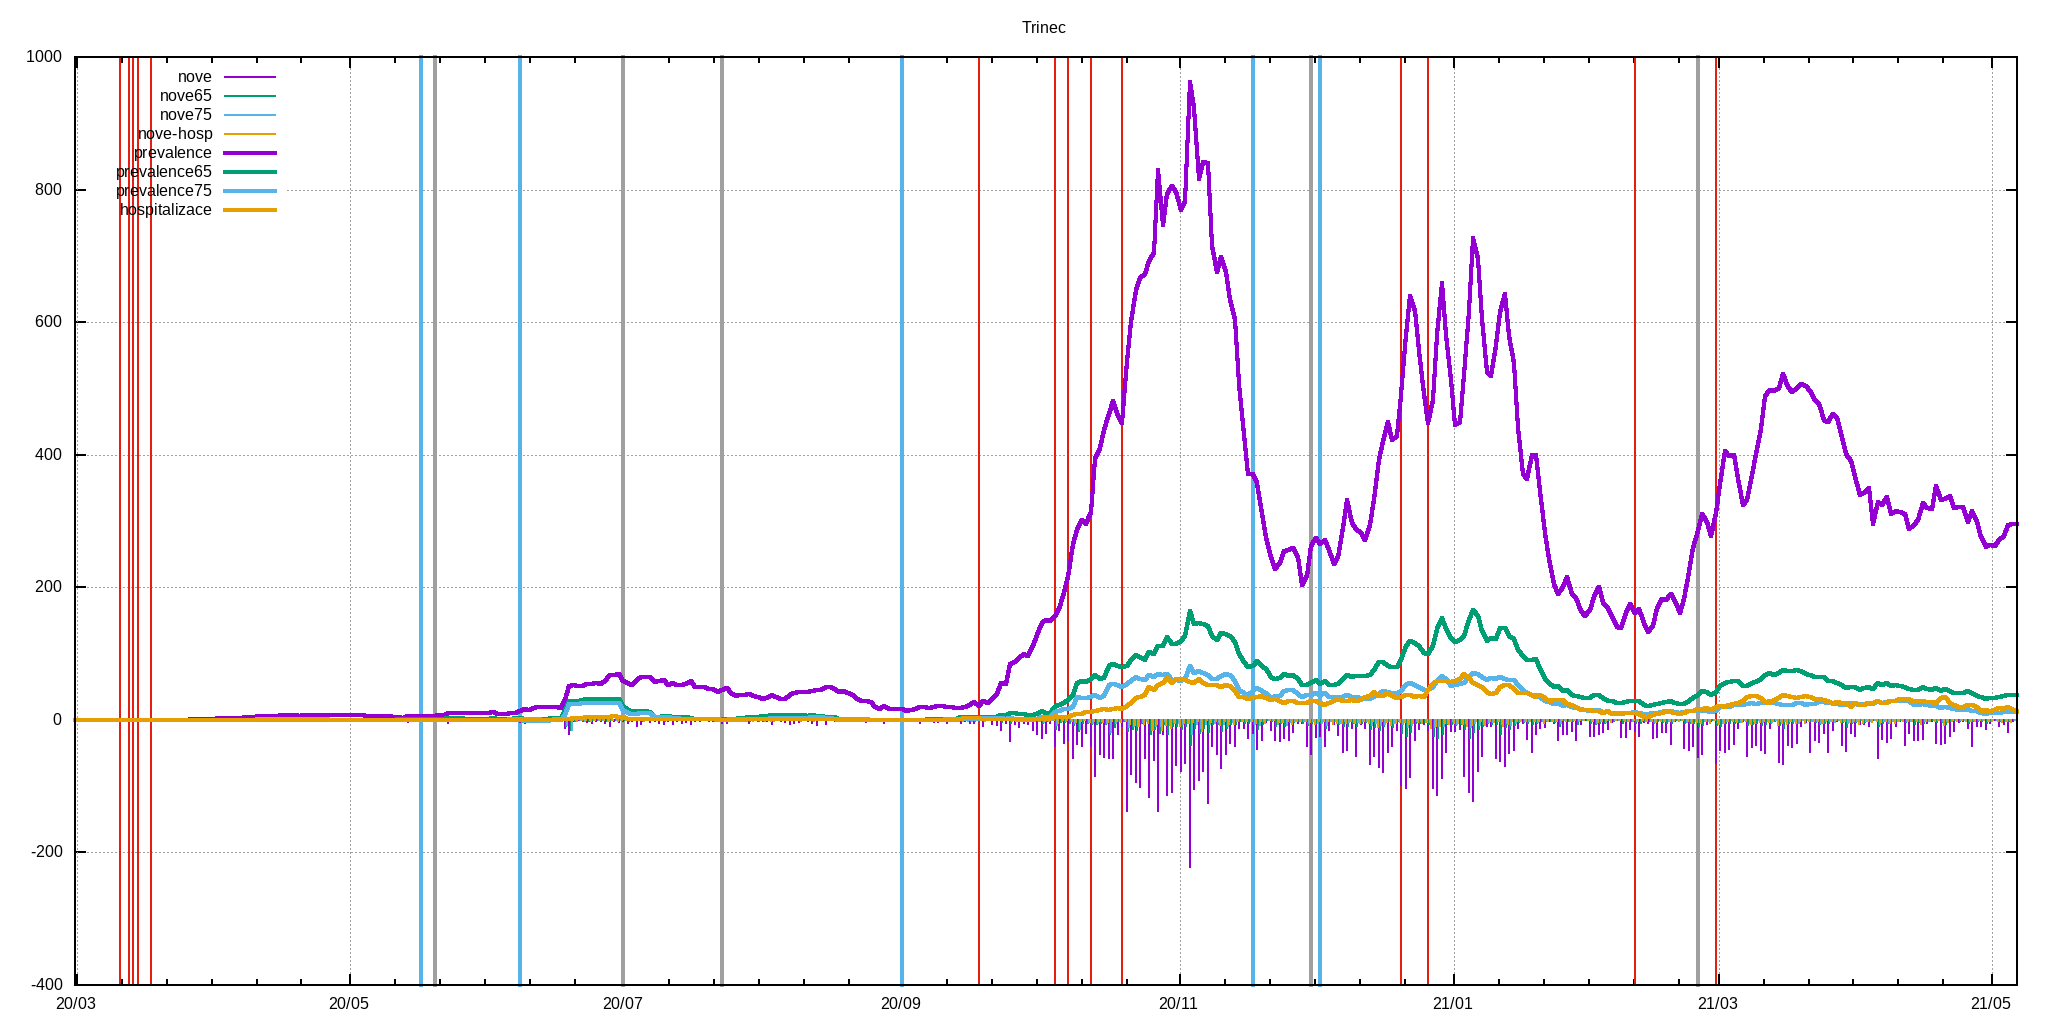 Trinec
1000
800
600
400
200
0
-200
-400
nove
nove65
nove75
nove-hosp
prevalence
prevalence65
prevalence75
hospitalizace
20/03
20/05
20/07
20/09
20/11
21/01
21/03
21/05